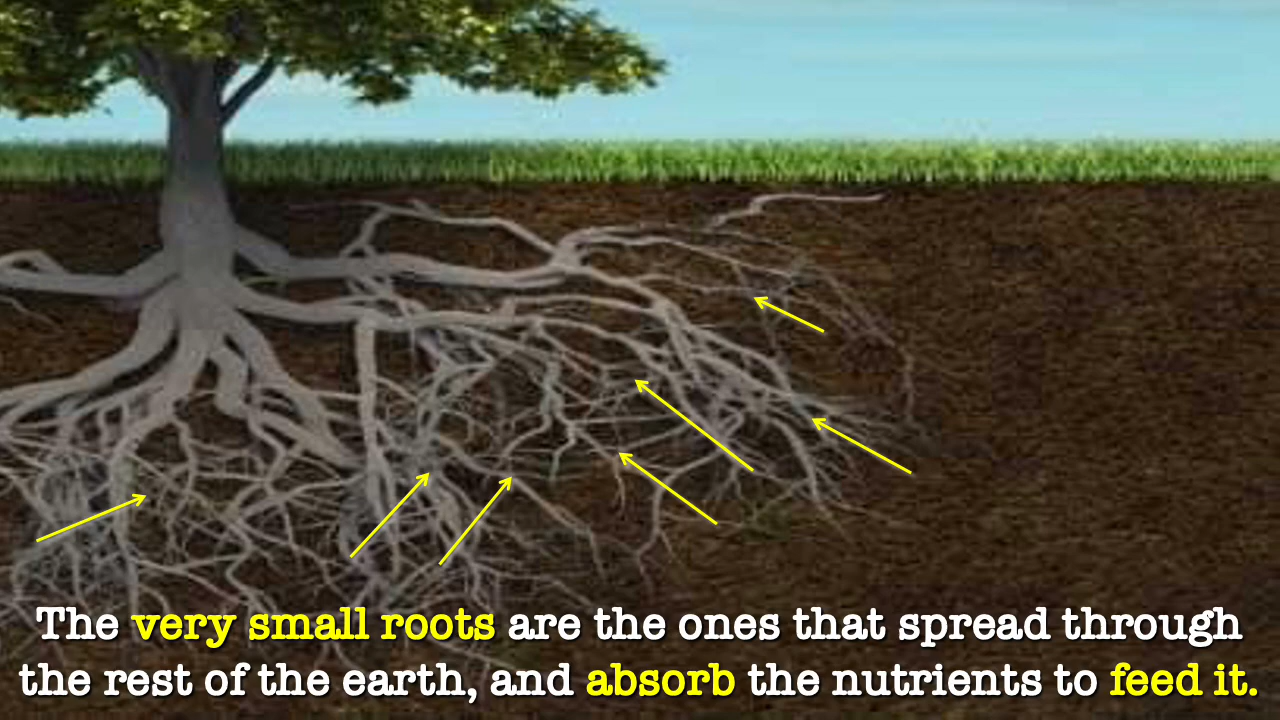 The very small roots are the ones that spread through
the rest of the earth, and absorb the nutrients to feed it.